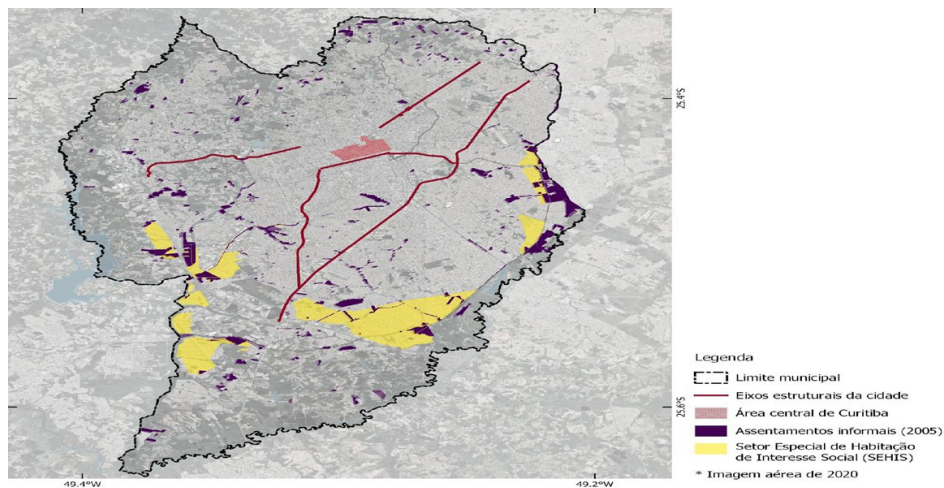 25.4°S
25.6°S
49.4°W
49.2°W
Legenda
Limite municipal
Eixos estruturais da cidade
Área central de Curitiba
Assentamentos informais (2005)
Setor Especial de Habitação
de Interesse Social (SEHIS)
* Imagem aérea de 2020